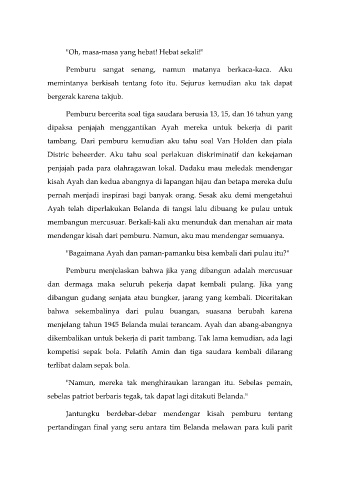 "Oh, masa-masa yang hebat! Hebat sekali!"
Pemburu sangat senang, namun matanya berkaca-kaca. Aku
memintanya berkisah tentang foto itu. Sejurus kemudian aku tak dapat
bergerak karena takjub.
Pemburu bercerita soal tiga saudara berusia 13, 15, dan 16 tahun yang
dipaksa penjajah menggantikan Ayah mereka untuk bekerja di parit
tambang. Dari pemburu kemudian aku tahu soal Van Holden dan piala
Distric beheerder. Aku tahu soal perlakuan diskriminatif dan kekejaman
penjajah pada para olahragawan lokal. Dadaku mau meledak mendengar
kisah Ayah dan kedua abangnya di lapangan hijau dan betapa mereka dulu
pernah menjadi inspirasi bagi banyak orang. Sesak aku demi mengetahui
Ayah telah diperlakukan Belanda di tangsi lalu dibuang ke pulau untuk
membangun mercusuar. Berkali-kali aku menunduk dan menahan air mata
mendengar kisah dari pemburu. Namun, aku mau mendengar semuanya.
"Bagaimana Ayah dan paman-pamanku bisa kembali dari pulau itu?"
Pemburu menjelaskan bahwa jika yang dibangun adalah mercusuar
dan dermaga maka seluruh pekerja dapat kembali pulang. Jika yang
dibangun gudang senjata atau bungker, jarang yang kembali. Diceritakan
bahwa sekembalinya dari pulau buangan, suasana berubah karena
menjelang tahun 1945 Belanda mulai terancam. Ayah dan abang-abangnya
dikembalikan untuk bekerja di parit tambang. Tak lama kemudian, ada lagi
kompetisi sepak bola. Pelatih Amin dan tiga saudara kembali dilarang
terlibat dalam sepak bola.
"Namun, mereka tak menghiraukan larangan itu. Sebelas pemain,
sebelas patriot berbaris tegak, tak dapat lagi ditakuti Belanda."
Jantungku berdebar-debar mendengar kisah pemburu tentang
pertandingan final yang seru antara tim Belanda melawan para kuli parit